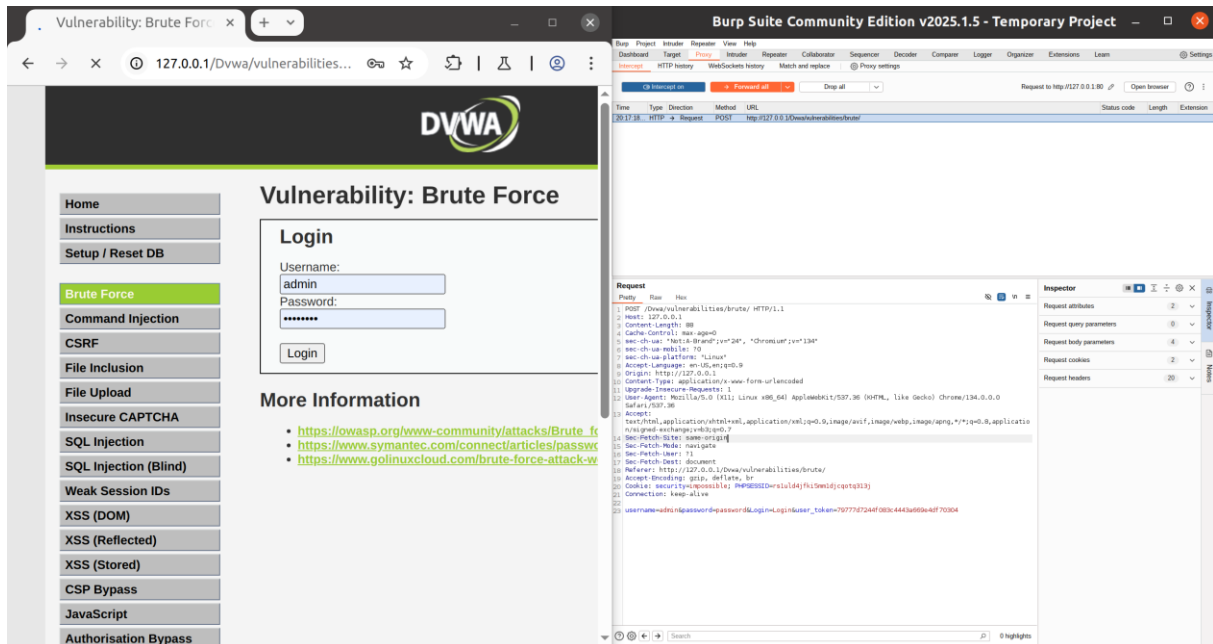 Vulnerability: Brute Forc
127.0.0.1/Dvwa/vulnerabilities...
DVWA
Home
Instructions
Setup / Reset DB
Brute Force
Command Injection
CSRF
File Inclusion
File Upload
Insecure CAPTCHA
SQL Injection
SQL Injection (Blind)
Weak Session IDs
XSS (DOM)
XSS (Reflected)
XSS (Stored)
CSP Bypass
JavaScript
Authorisation Bypass
Vulnerability: Brute Force
Login
Username:
admin
Password:
••••••••
Login
More Information
https://owasp.org/www-community/attacks/Brute_fo
https://www.symantec.com/connect/articles/passwo
https://www.golinuxcloud.com/brute-force-attack-w
Burp Suite Community Edition v2025.1.5 - Temporary Project
Burp Project Intruder Repeater View Help
Dashboard Target Proxy Intruder Repeater Collaborator Sequencer Decoder Comparer Logger Organizer Extensions Learn Settings
Intercept HTTP history WebSockets history Match and replace Proxy settings
Intercept on Forward all Drop all Request to http://127.0.0.1:80 Open browser
Time Type Direction Method URL Status code Length Extension
20:17:18... HTTP → Request POST http://127.0.0.1/Dvwa/vulnerabilities/brute/
Request
Pretty Raw Hex
1 POST /Dvwa/vulnerabilities/brute/ HTTP/1.1
2 Host: 127.0.0.1
3 Content-Length: 88
4 Cache-Control: max-age=0
5 sec-ch-ua: "Not:A-Brand";v="24", "Chromium";v="134"
6 sec-ch-ua-mobile: ?0
7 sec-ch-ua-platform: "Linux"
8 Accept-Language: en-US,en;q=0.9
9 Origin: http://127.0.0.1
10 Content-Type: application/x-www-form-urlencoded
11 Upgrade-Insecure-Requests: 1
12 User-Agent: Mozilla/5.0 (X11; Linux x86_64) AppleWebKit/537.36 (KHTML, like Gecko) Chrome/134.0.0.0
Safari/537.36
13 Accept:
text/html,application/xhtml+xml,application/xml;q=0.9,image/avif,image/webp,image/apng,*/*;q=0.8,applicatio
n/signed-exchange;v=b3;q=0.7
14 Sec-Fetch-Site: same-origin
15 Sec-Fetch-Mode: navigate
16 Sec-Fetch-User: ?1
17 Sec-Fetch-Dest: document
18 Referer: http://127.0.0.1/Dvwa/vulnerabilities/brute/
19 Accept-Encoding: gzip, deflate, br
20 Cookie: security=impossible; PHPSESSID=rs1uld4jfki5mm1djcqotq313j
21 Connection: keep-alive
22
23 username=admin&password=password&Login=Login&user_token=79777d7244f083c4443a669e4df70304
Search
0 highlights
Inspector
Request attributes 2
Request query parameters 0
Request body parameters 4
Request cookies 2
Request headers 20
Inspector
Notes